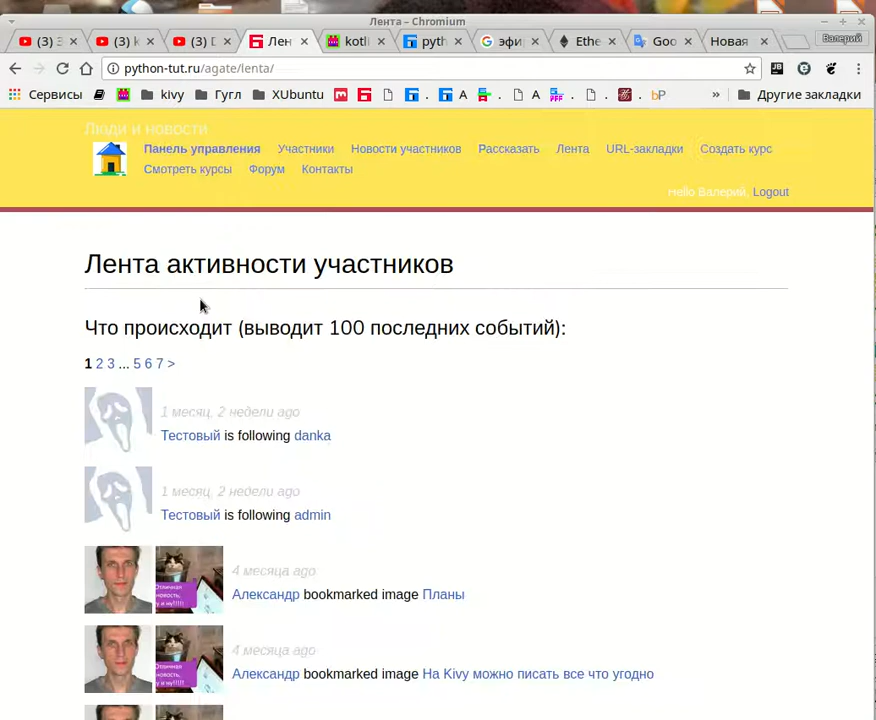 Лента – Chromium
(3) З
(3) k
(3) D
Лен
kotli
pyth
эфи
Ethe
Goo
Новая
Валерий
python-tut.ru/agate/lenta/
Сервисы
kivy
Гугл
XUbuntu
.
A
A
.
bP
»
Другие закладки
Люди и новости
Панель управления Участники Новости участников Рассказать Лента URL-закладки Создать курс
Смотреть курсы Форум Контакты
Hello Валерий, Logout
Лента активности участников
Что происходит (выводит 100 последних событий):
1 2 3 ... 5 6 7 >
1 месяц, 2 недели ago
Тестовый is following danka
1 месяц, 2 недели ago
Тестовый is following admin
4 месяца ago
Александр bookmarked image Планы
4 месяца ago
Александр bookmarked image На Kivy можно писать все что угодно